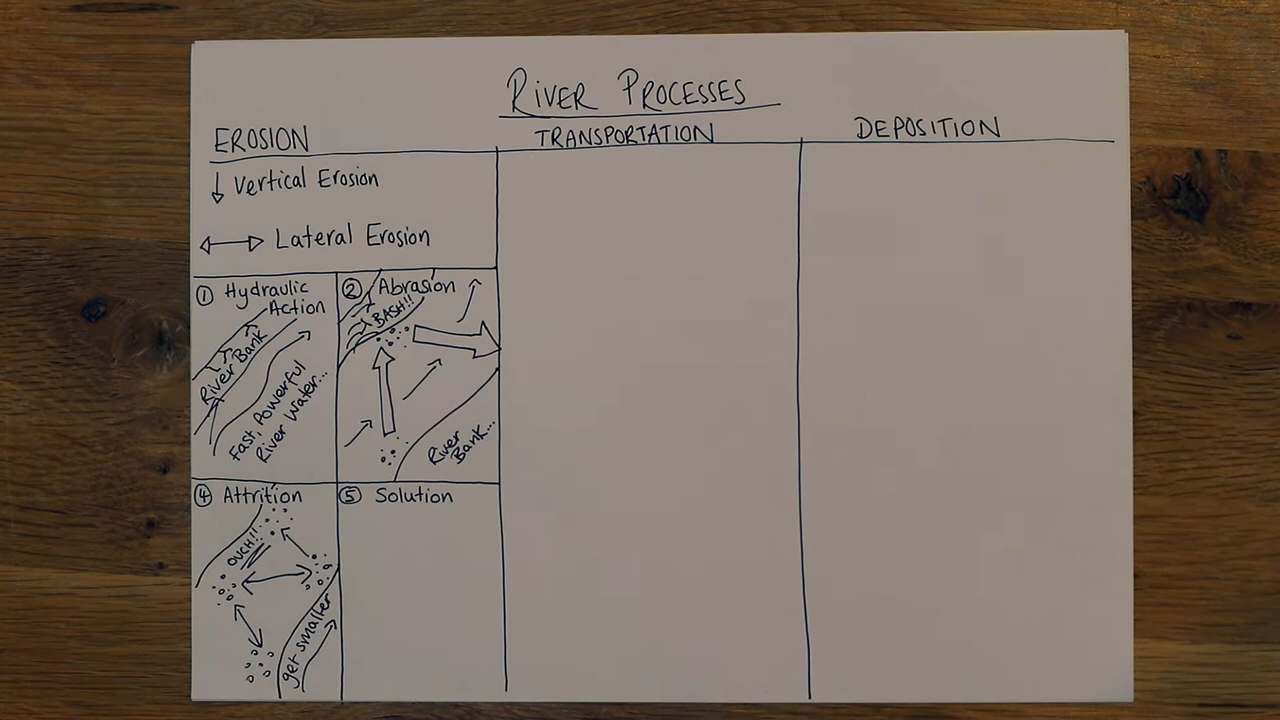 RIVER PROCESSES
EROSION
TRANSPORTATION
DEPOSITION
Vertical Erosion
Lateral Erosion
① Hydraulic
Action
River Bank
Fast, Powerful
River Water...
② Abrasion
BASH!!
River
Bank...
④ Attrition
OUCH!!
get smaller
⑤ Solution